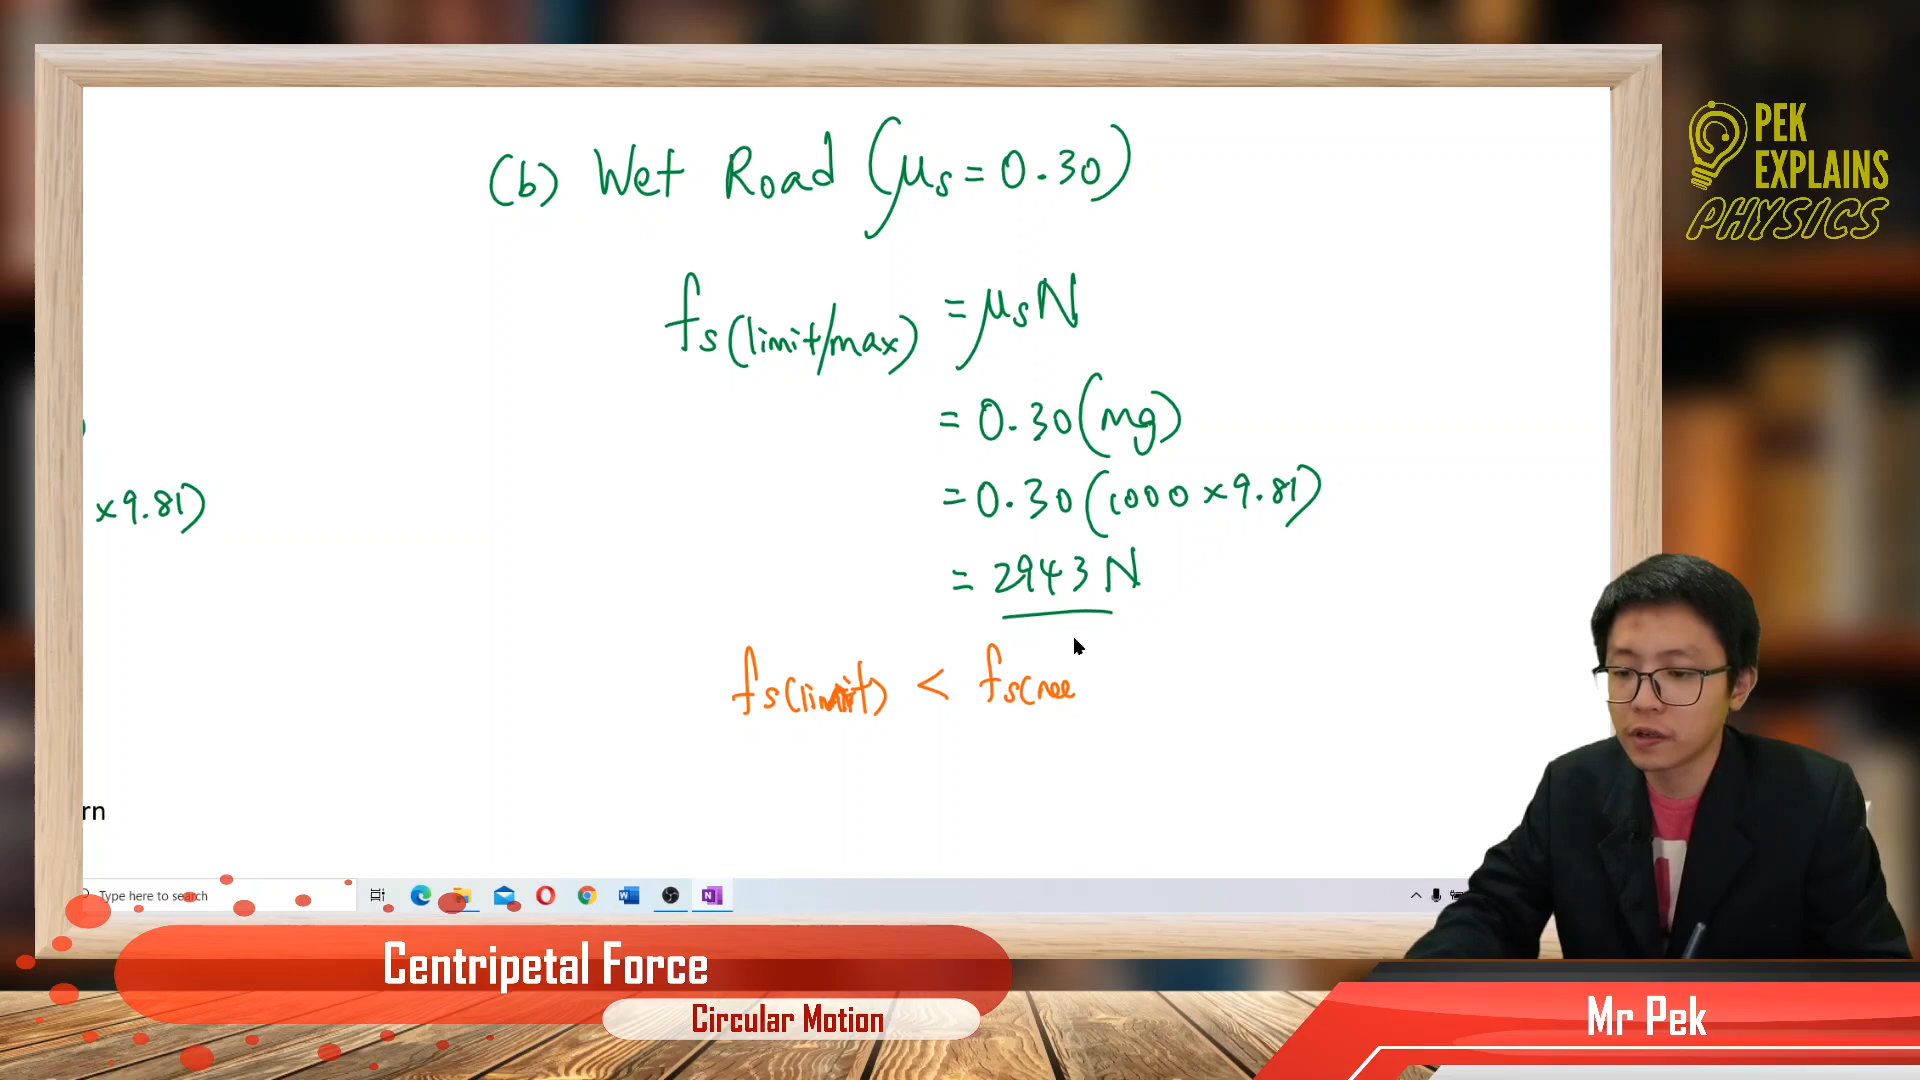 PEK
EXPLAINS
PHYSICS
(b) Wet Road (μs = 0.30)
fs(limit/max) = μsN
= 0.30(mg)
×9.81)
= 0.30(1000 × 9.81)
= 2943 N
fs(limit) < fs(nee
rn
Type here to search
Centripetal Force
Circular Motion
Mr Pek